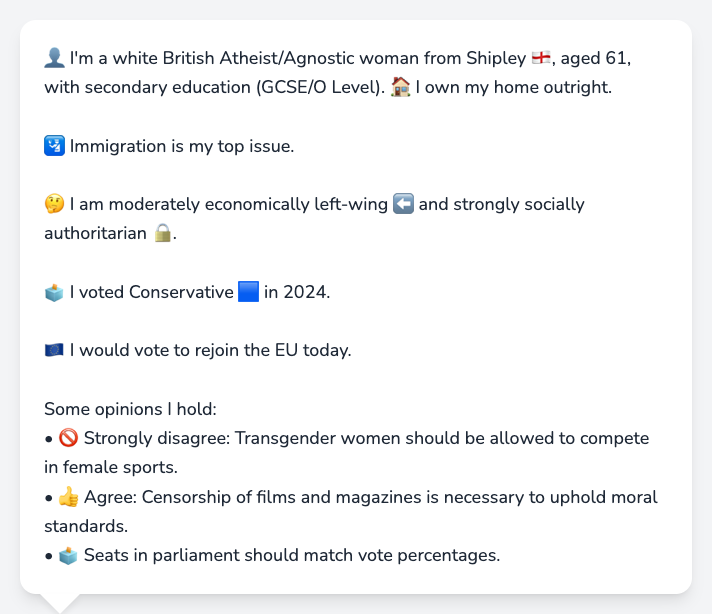 👤 I'm a white British Atheist/Agnostic woman from Shipley 🏴󠁧󠁢󠁥󠁮󠁧󠁿, aged 61,
with secondary education (GCSE/O Level). 🏠 I own my home outright.
🛂 Immigration is my top issue.
🤔 I am moderately economically left-wing ⬅️ and strongly socially
authoritarian 🔒.
🗳️ I voted Conservative 🟦 in 2024.
🇪🇺 I would vote to rejoin the EU today.
Some opinions I hold:
• 🚫 Strongly disagree: Transgender women should be allowed to compete
in female sports.
• 👍 Agree: Censorship of films and magazines is necessary to uphold moral
standards.
• 🗳️ Seats in parliament should match vote percentages.